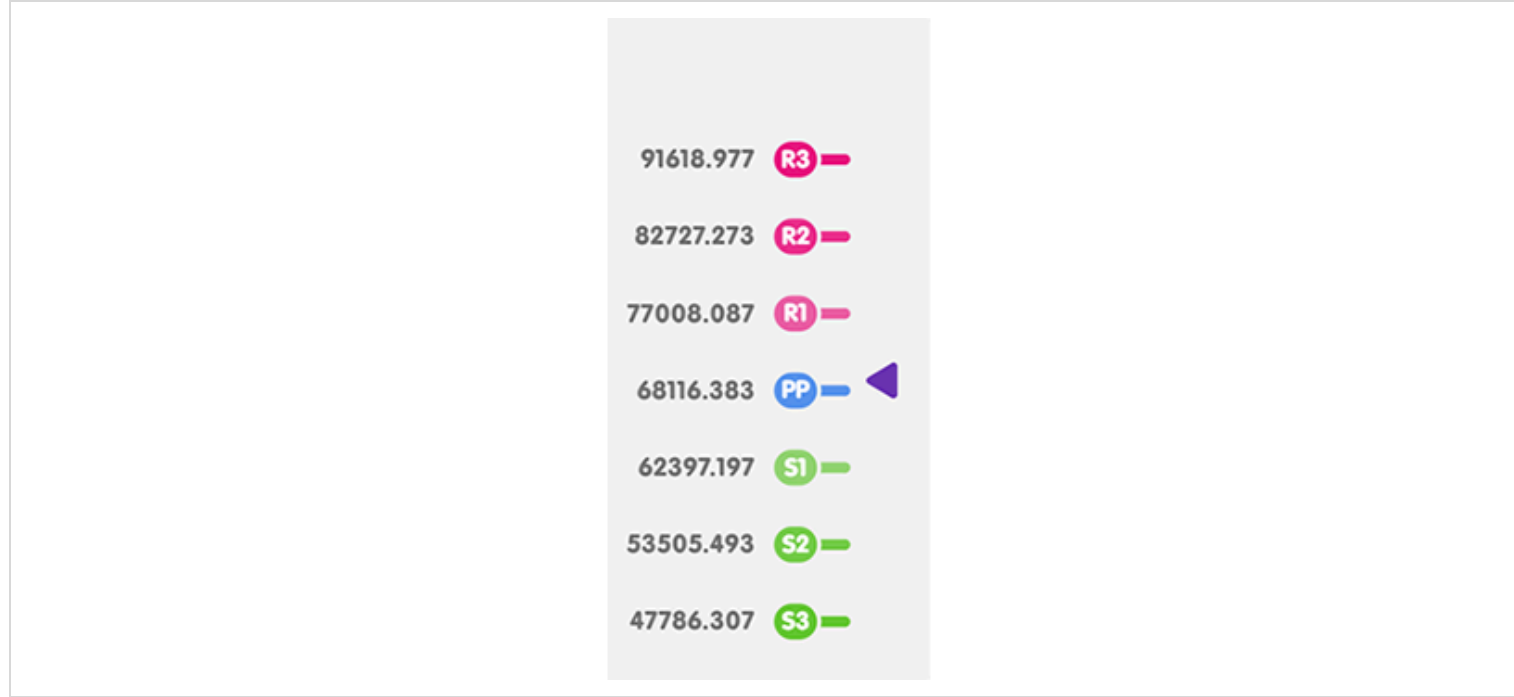 91618.977 R3
82727.273 R2
77008.087 R1
68116.383 PP
62397.197 S1
53505.493 S2
47786.307 S3